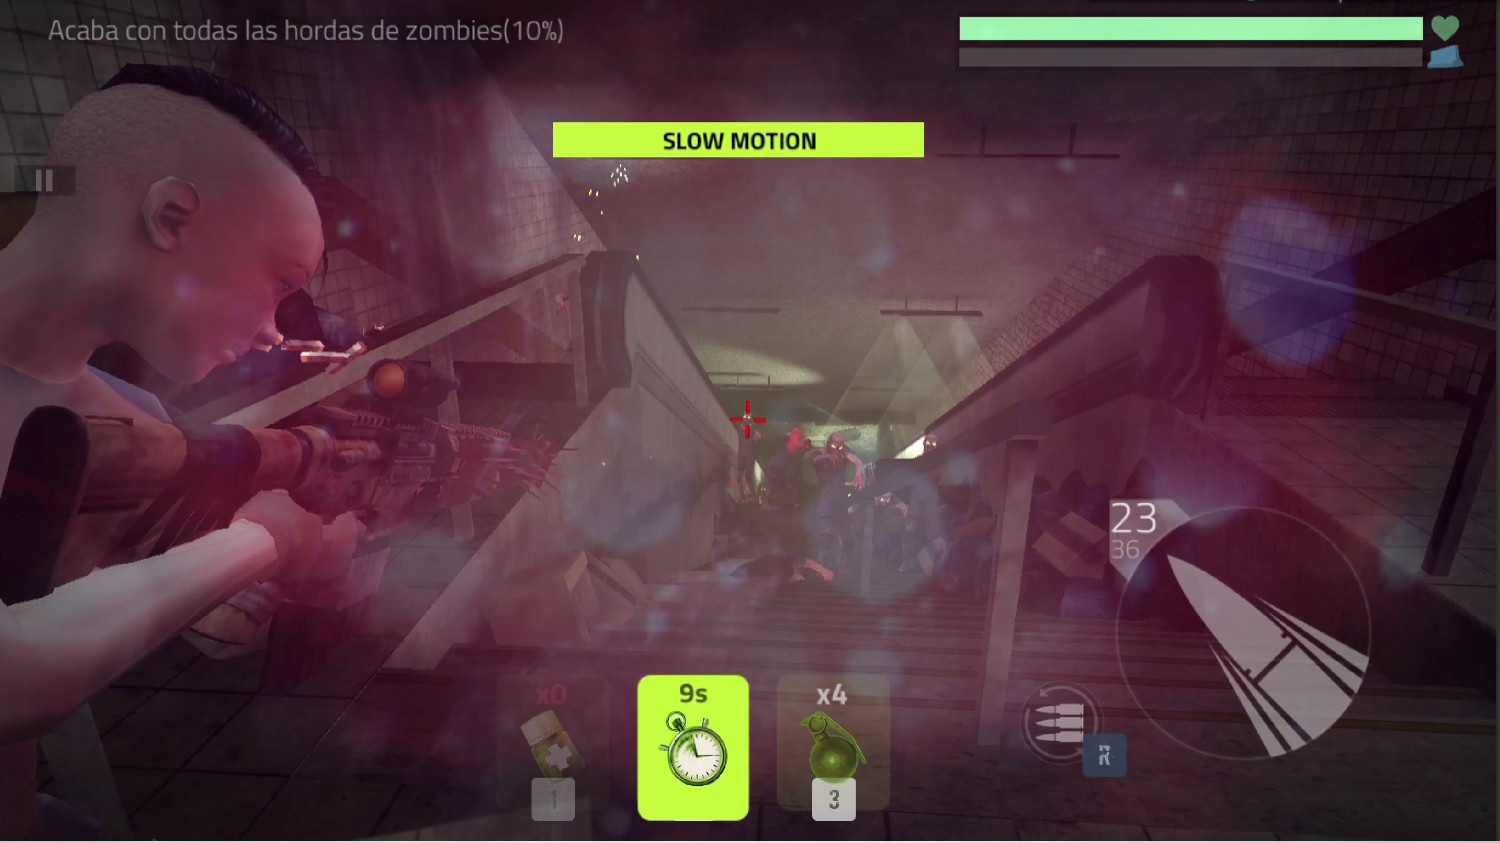 Acaba con todas las hordas de zombies(10%)
SLOW MOTION
23
36
x0
9s
x4
1
3
R